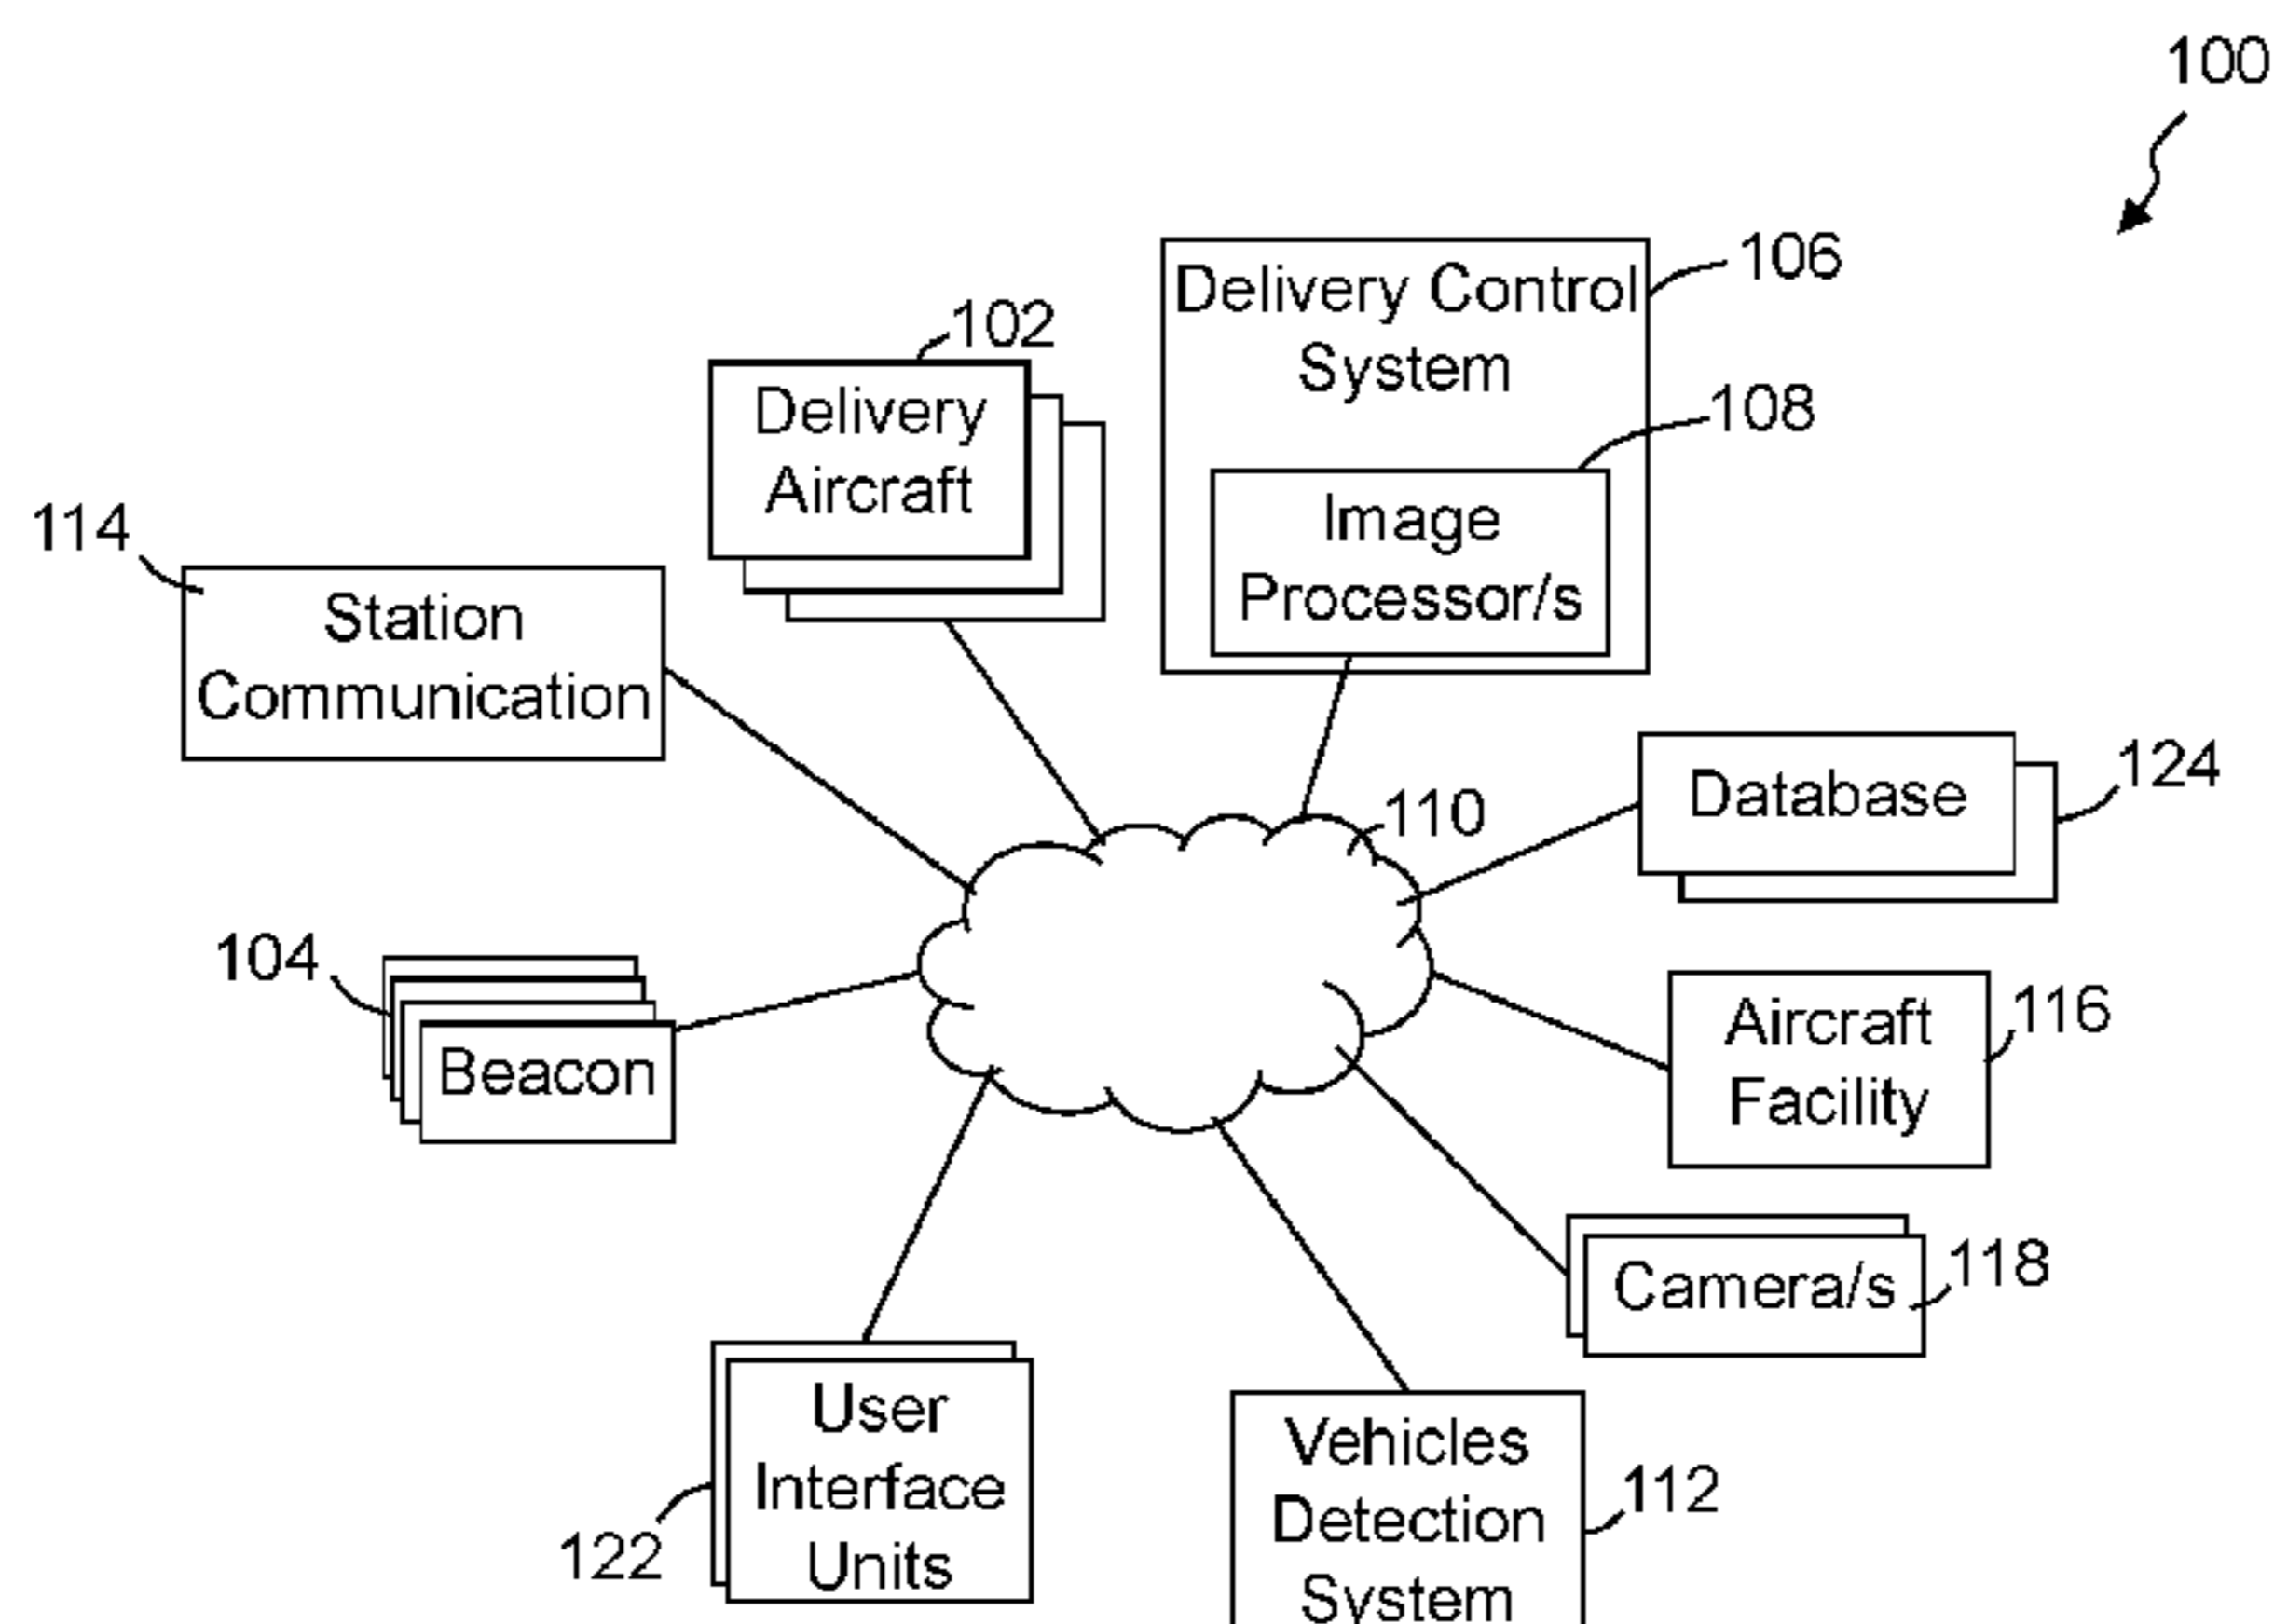 100
106
Delivery Control
System
102
Delivery
Aircraft
108
Image
Processor/s
114
Station
Communication
124
Database
110
104
Beacon
116
Aircraft
Facility
118
Camera/s
User
Interface
Units
122
Vehicles
Detection
System
112